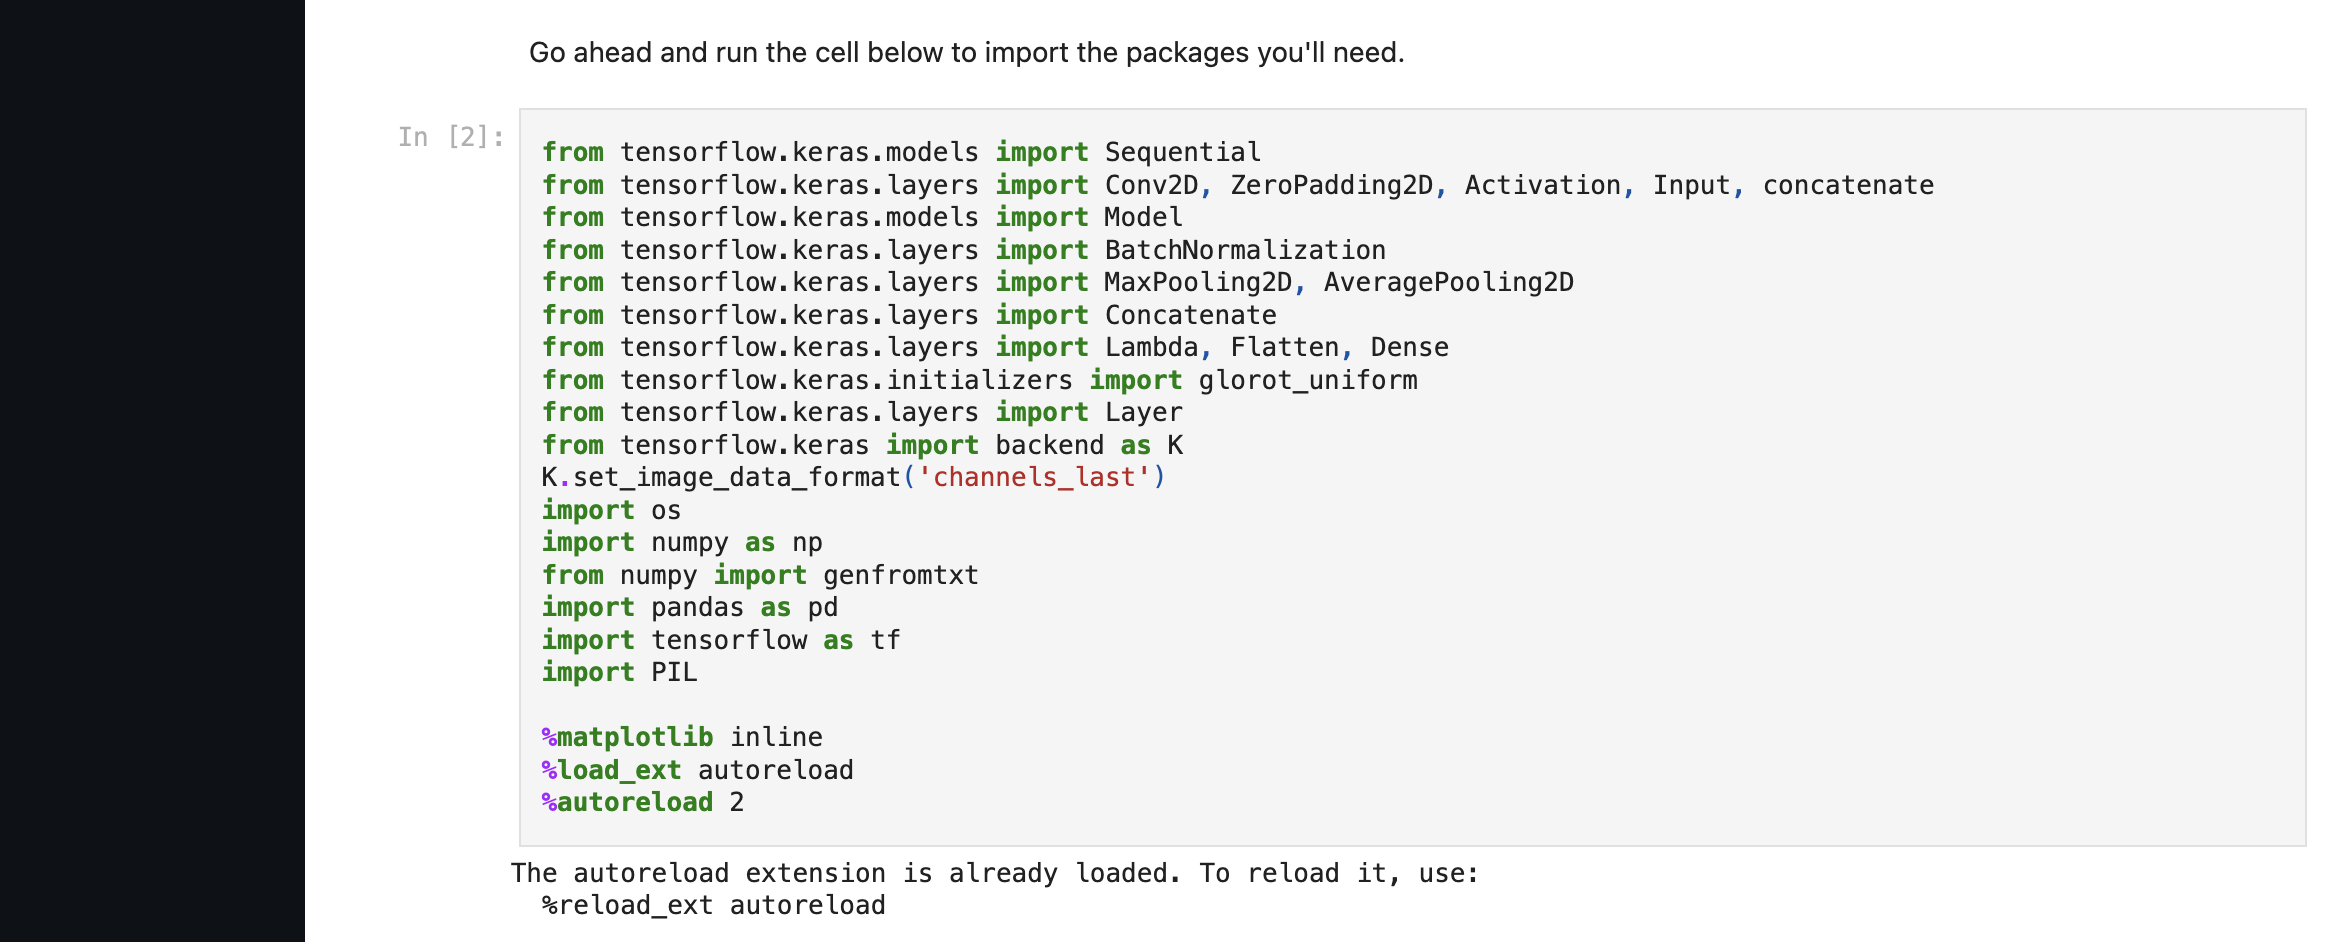 Go ahead and run the cell below to import the packages you'll need.
In [2]:
from tensorflow.keras.models import Sequential
from tensorflow.keras.layers import Conv2D, ZeroPadding2D, Activation, Input, concatenate
from tensorflow.keras.models import Model
from tensorflow.keras.layers import BatchNormalization
from tensorflow.keras.layers import MaxPooling2D, AveragePooling2D
from tensorflow.keras.layers import Concatenate
from tensorflow.keras.layers import Lambda, Flatten, Dense
from tensorflow.keras.initializers import glorot_uniform
from tensorflow.keras.layers import Layer
from tensorflow.keras import backend as K
K.set_image_data_format('channels_last')
import os
import numpy as np
from numpy import genfromtxt
import pandas as pd
import tensorflow as tf
import PIL

%matplotlib inline
%load_ext autoreload
%autoreload 2
The autoreload extension is already loaded. To reload it, use:
  %reload_ext autoreload